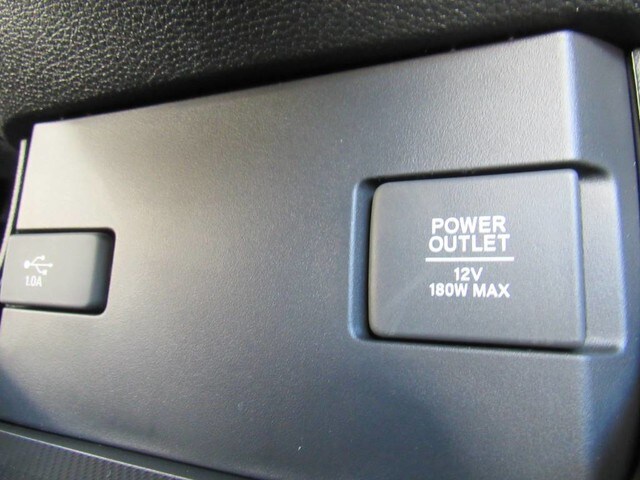 1.0A
POWER
OUTLET
12V
180W MAX